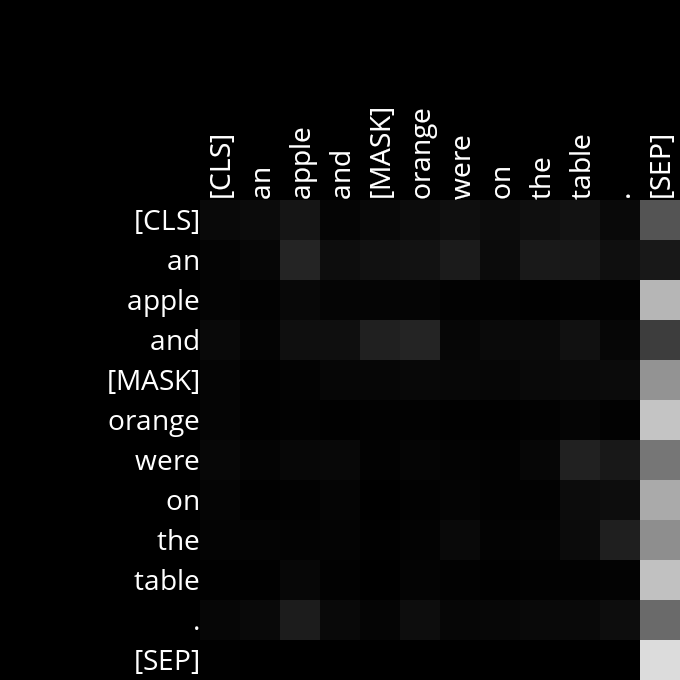 [CLS] an apple and [MASK] orange were on the table . [SEP]
[CLS]
an
apple
and
[MASK]
orange
were
on
the
table
.
[SEP]